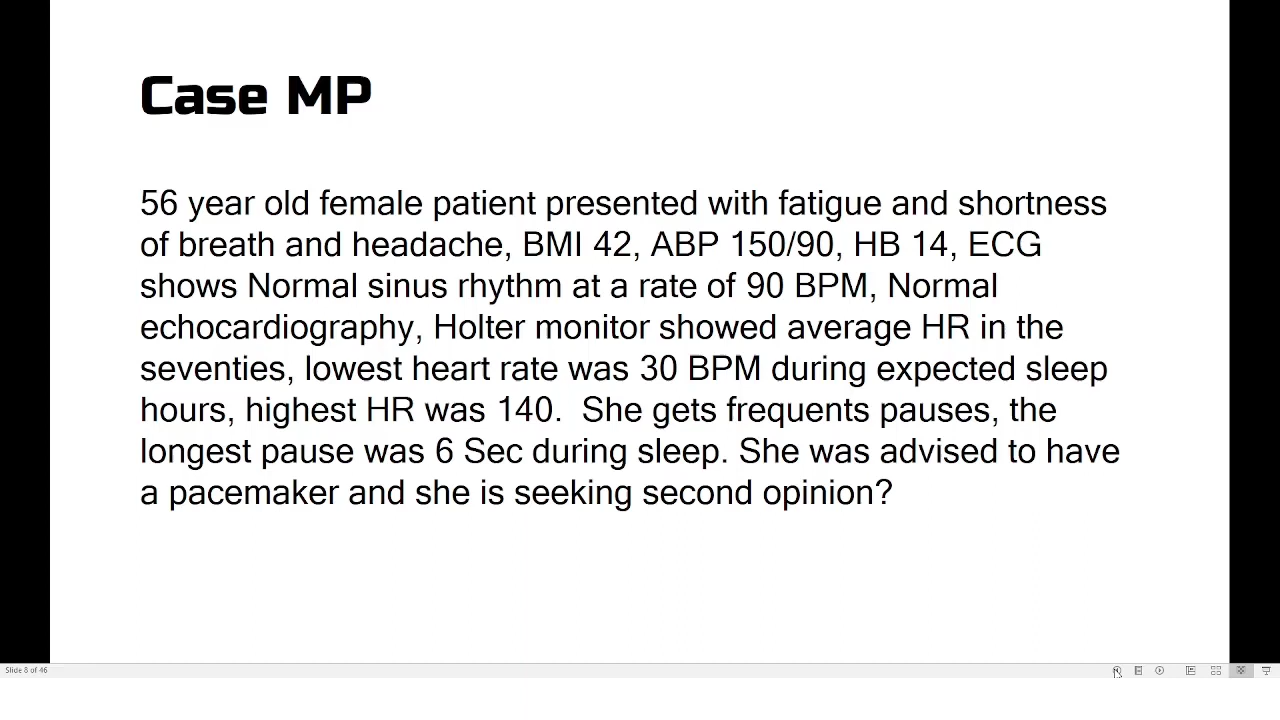 Case MP
56 year old female patient presented with fatigue and shortness
of breath and headache, BMI 42, ABP 150/90, HB 14, ECG
shows Normal sinus rhythm at a rate of 90 BPM, Normal
echocardiography, Holter monitor showed average HR in the
seventies, lowest heart rate was 30 BPM during expected sleep
hours, highest HR was 140.  She gets frequents pauses, the
longest pause was 6 Sec during sleep. She was advised to have
a pacemaker and she is seeking second opinion?
Slide 8 of 46